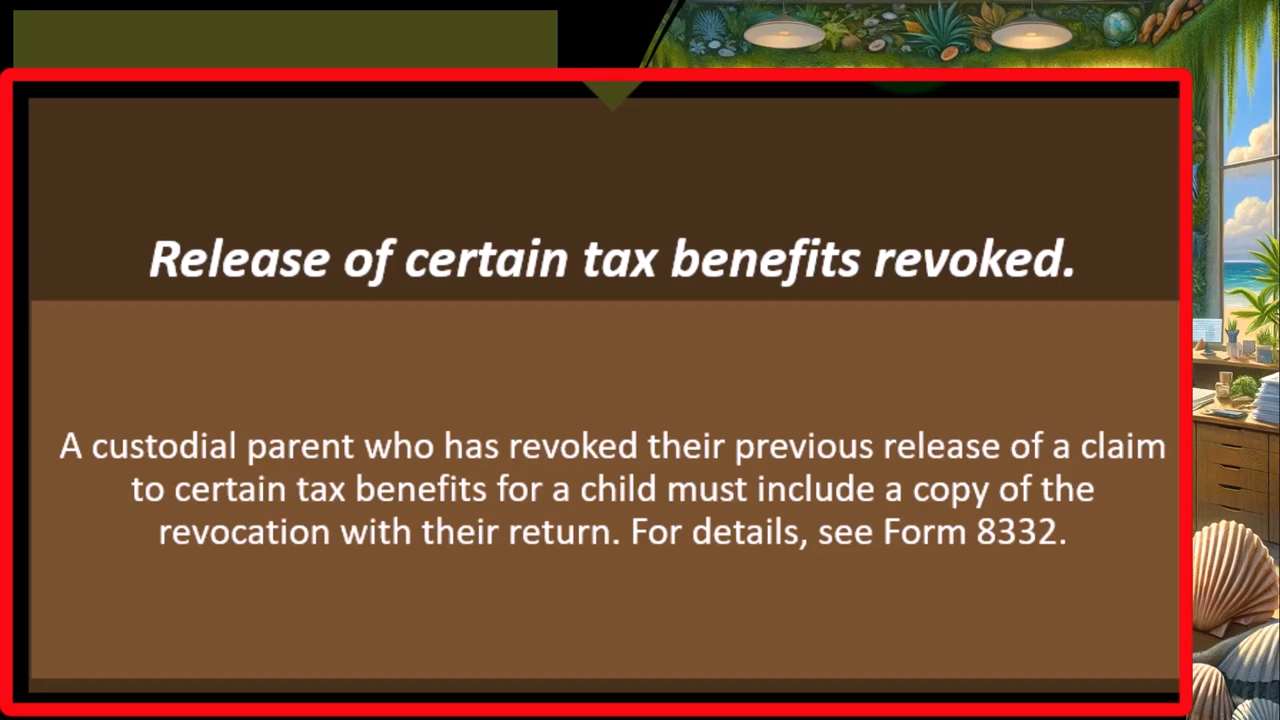 Release of certain tax benefits revoked.
A custodial parent who has revoked their previous release of a claim
to certain tax benefits for a child must include a copy of the
revocation with their return. For details, see Form 8332.